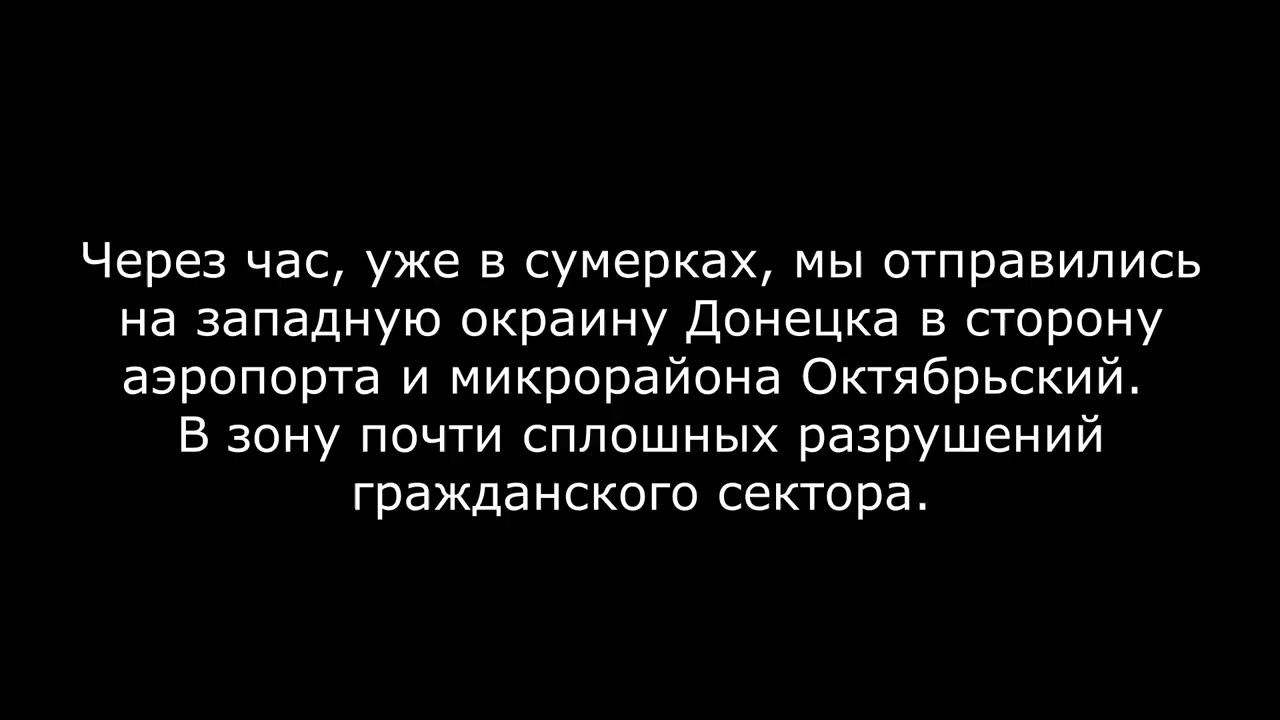 Через час, уже в сумерках, мы отправились
на западную окраину Донецка в сторону
аэропорта и микрорайона Октябрьский.
В зону почти сплошных разрушений
гражданского сектора.